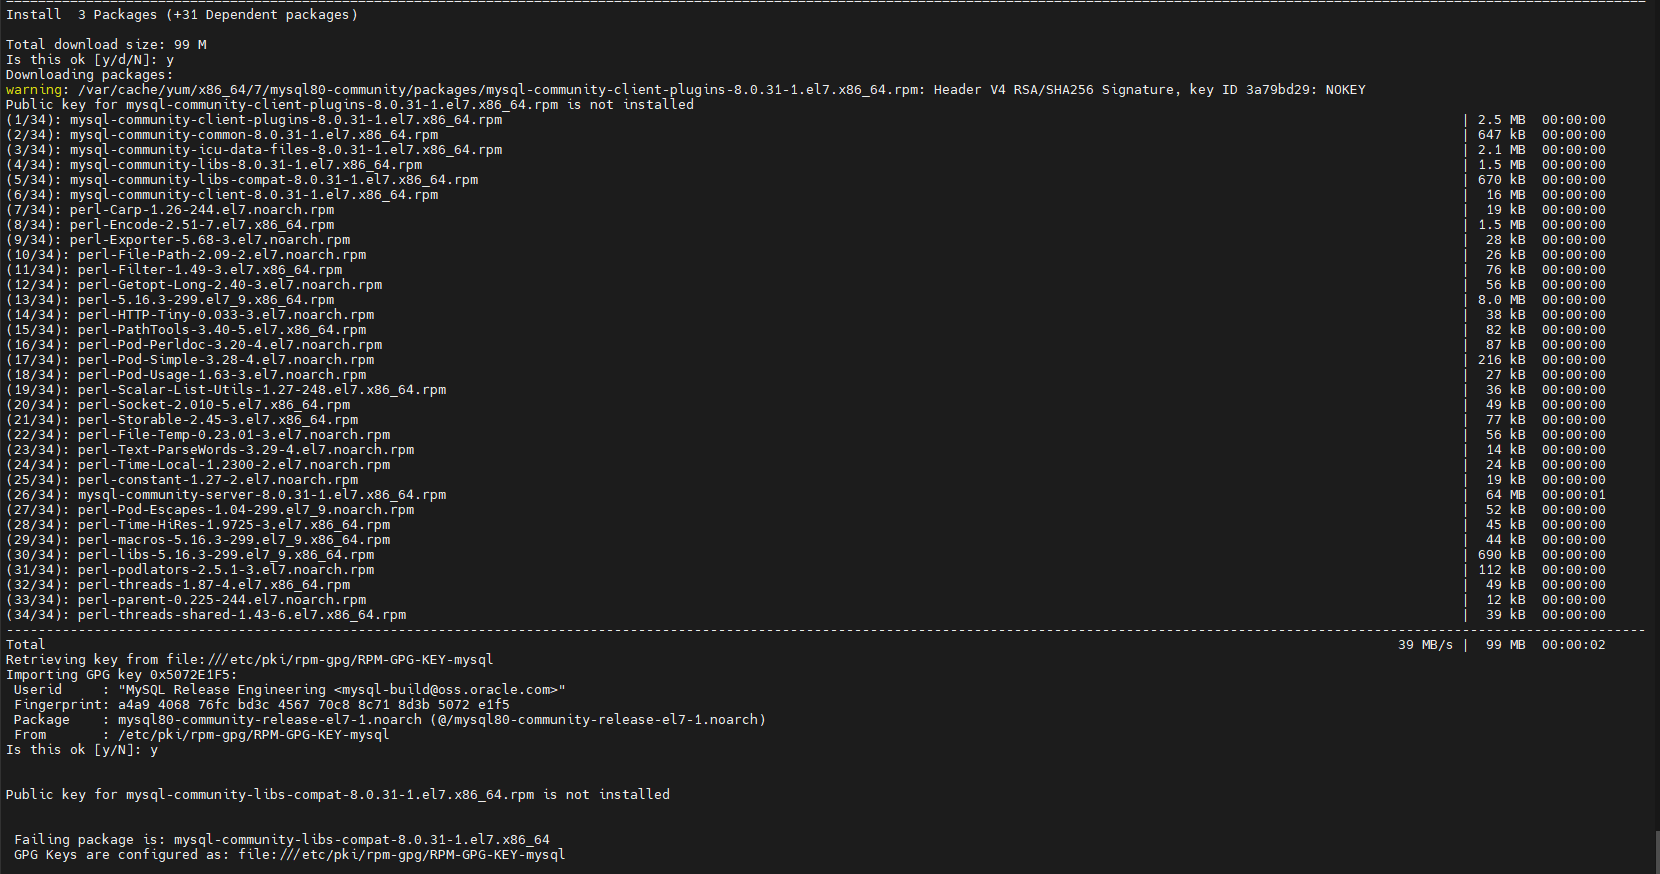 Install  3 Packages (+31 Dependent packages)
Total download size: 99 M
Is this ok [y/d/N]: y
Downloading packages:
warning: /var/cache/yum/x86_64/7/mysql80-community/packages/mysql-community-client-plugins-8.0.31-1.el7.x86_64.rpm: Header V4 RSA/SHA256 Signature, key ID 3a79bd29: NOKEY
Public key for mysql-community-client-plugins-8.0.31-1.el7.x86_64.rpm is not installed
(1/34): mysql-community-client-plugins-8.0.31-1.el7.x86_64.rpm | 2.5 MB  00:00:00
(2/34): mysql-community-common-8.0.31-1.el7.x86_64.rpm | 647 kB  00:00:00
(3/34): mysql-community-icu-data-files-8.0.31-1.el7.x86_64.rpm | 2.1 MB  00:00:00
(4/34): mysql-community-libs-8.0.31-1.el7.x86_64.rpm | 1.5 MB  00:00:00
(5/34): mysql-community-libs-compat-8.0.31-1.el7.x86_64.rpm | 670 kB  00:00:00
(6/34): mysql-community-client-8.0.31-1.el7.x86_64.rpm |  16 MB  00:00:00
(7/34): perl-Carp-1.26-244.el7.noarch.rpm |  19 kB  00:00:00
(8/34): perl-Encode-2.51-7.el7.x86_64.rpm | 1.5 MB  00:00:00
(9/34): perl-Exporter-5.68-3.el7.noarch.rpm |  28 kB  00:00:00
(10/34): perl-File-Path-2.09-2.el7.noarch.rpm |  26 kB  00:00:00
(11/34): perl-Filter-1.49-3.el7.x86_64.rpm |  76 kB  00:00:00
(12/34): perl-Getopt-Long-2.40-3.el7.noarch.rpm |  56 kB  00:00:00
(13/34): perl-5.16.3-299.el7_9.x86_64.rpm | 8.0 MB  00:00:00
(14/34): perl-HTTP-Tiny-0.033-3.el7.noarch.rpm |  38 kB  00:00:00
(15/34): perl-PathTools-3.40-5.el7.x86_64.rpm |  82 kB  00:00:00
(16/34): perl-Pod-Perldoc-3.20-4.el7.noarch.rpm |  87 kB  00:00:00
(17/34): perl-Pod-Simple-3.28-4.el7.noarch.rpm | 216 kB  00:00:00
(18/34): perl-Pod-Usage-1.63-3.el7.noarch.rpm |  27 kB  00:00:00
(19/34): perl-Scalar-List-Utils-1.27-248.el7.x86_64.rpm |  36 kB  00:00:00
(20/34): perl-Socket-2.010-5.el7.x86_64.rpm |  49 kB  00:00:00
(21/34): perl-Storable-2.45-3.el7.x86_64.rpm |  77 kB  00:00:00
(22/34): perl-File-Temp-0.23.01-3.el7.noarch.rpm |  56 kB  00:00:00
(23/34): perl-Text-ParseWords-3.29-4.el7.noarch.rpm |  14 kB  00:00:00
(24/34): perl-Time-Local-1.2300-2.el7.noarch.rpm |  24 kB  00:00:00
(25/34): perl-constant-1.27-2.el7.noarch.rpm |  19 kB  00:00:00
(26/34): mysql-community-server-8.0.31-1.el7.x86_64.rpm |  64 MB  00:00:01
(27/34): perl-Pod-Escapes-1.04-299.el7_9.noarch.rpm |  52 kB  00:00:00
(28/34): perl-Time-HiRes-1.9725-3.el7.x86_64.rpm |  45 kB  00:00:00
(29/34): perl-macros-5.16.3-299.el7_9.x86_64.rpm |  44 kB  00:00:00
(30/34): perl-libs-5.16.3-299.el7_9.x86_64.rpm | 690 kB  00:00:00
(31/34): perl-podlators-2.5.1-3.el7.noarch.rpm | 112 kB  00:00:00
(32/34): perl-threads-1.87-4.el7.x86_64.rpm |  49 kB  00:00:00
(33/34): perl-parent-0.225-244.el7.noarch.rpm |  12 kB  00:00:00
(34/34): perl-threads-shared-1.43-6.el7.x86_64.rpm |  39 kB  00:00:00
Total 39 MB/s |  99 MB  00:00:02
Retrieving key from file:///etc/pki/rpm-gpg/RPM-GPG-KEY-mysql
Importing GPG key 0x5072E1F5:
Userid     : "MySQL Release Engineering <mysql-build@oss.oracle.com>"
Fingerprint: a4a9 4068 76fc bd3c 4567 70c8 8c71 8d3b 5072 e1f5
Package    : mysql80-community-release-el7-1.noarch (@/mysql80-community-release-el7-1.noarch)
From       : /etc/pki/rpm-gpg/RPM-GPG-KEY-mysql
Is this ok [y/N]: y
Public key for mysql-community-libs-compat-8.0.31-1.el7.x86_64.rpm is not installed
Failing package is: mysql-community-libs-compat-8.0.31-1.el7.x86_64
GPG Keys are configured as: file:///etc/pki/rpm-gpg/RPM-GPG-KEY-mysql